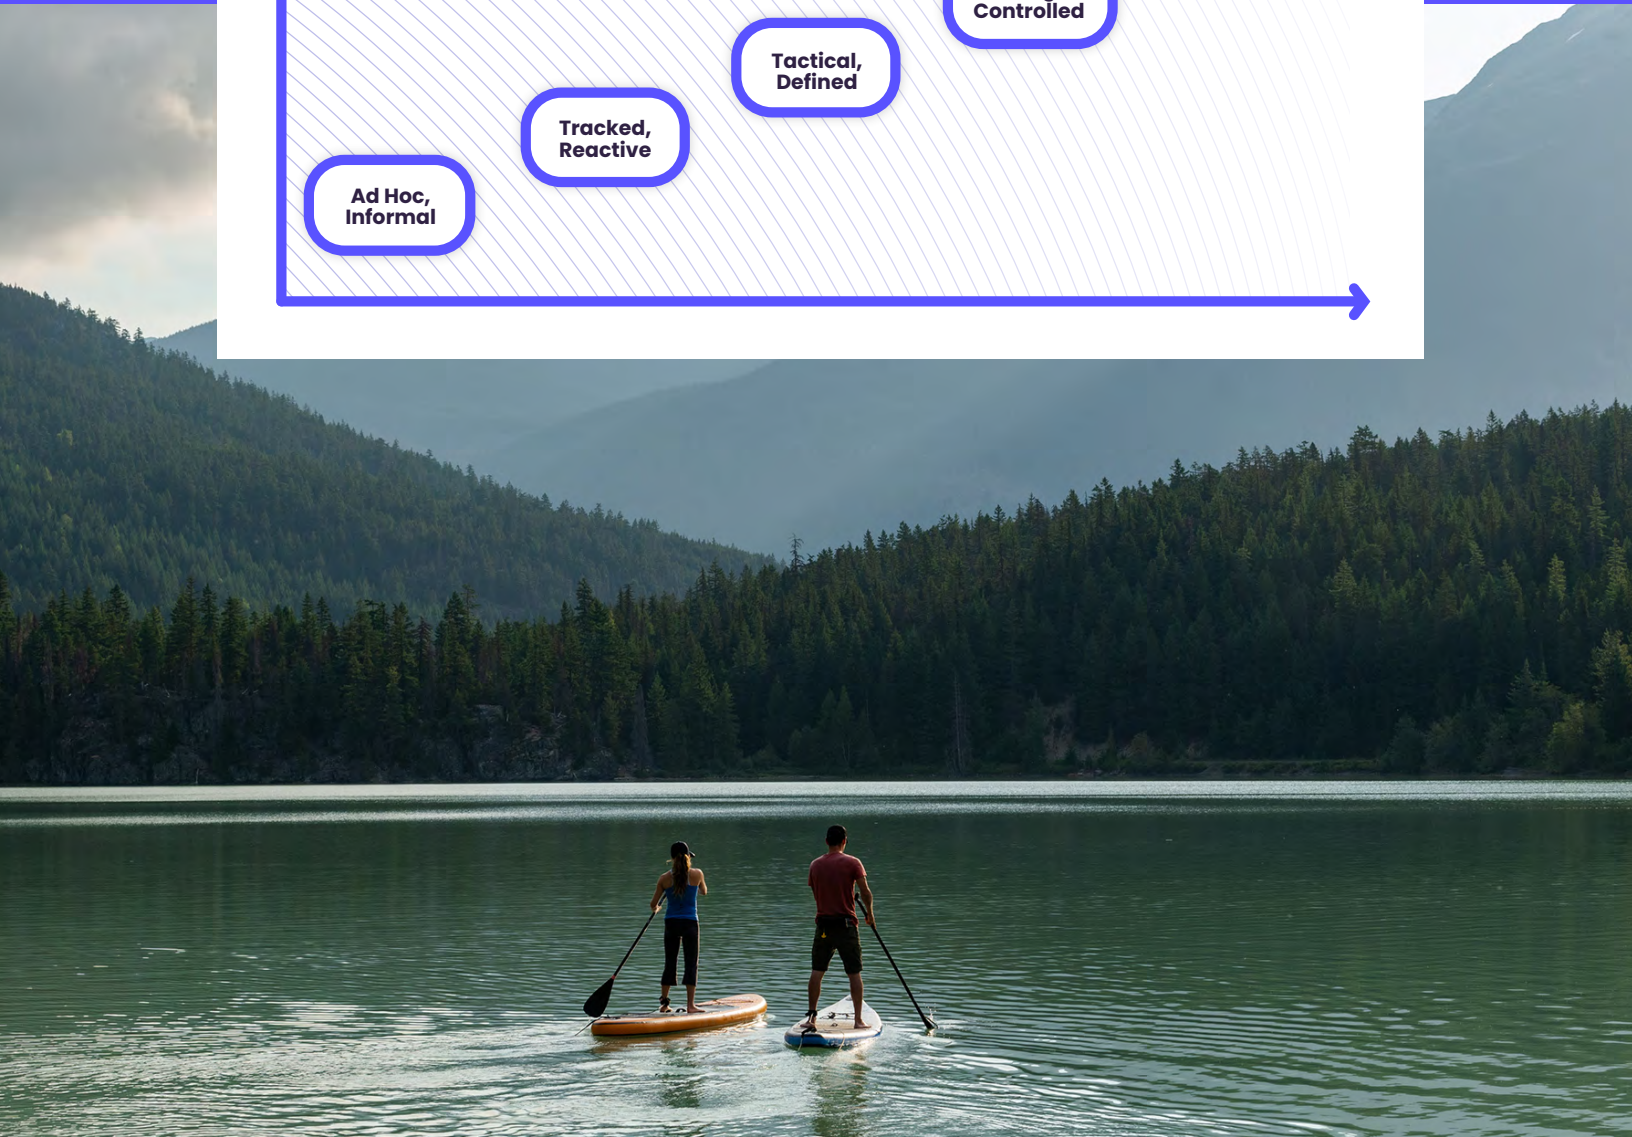 Controlled
Tactical,
Defined
Tracked,
Reactive
Ad Hoc,
Informal